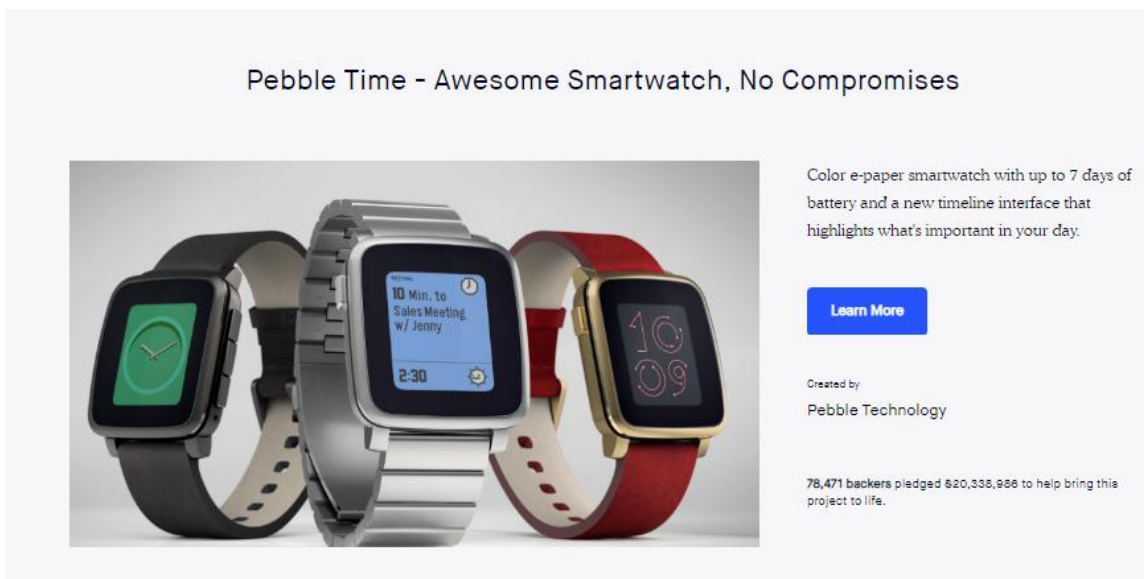 Pebble Time - Awesome Smartwatch, No Compromises
Color e-paper smartwatch with up to 7 days of
battery and a new timeline interface that
highlights what's important in your day.
Learn More
Created by
Pebble Technology
78,471 backers pledged $20,338,986 to help bring this
project to life.
MEETING
10 Min. to
Sales Meeting
w/ Jenny
2:30
10
09